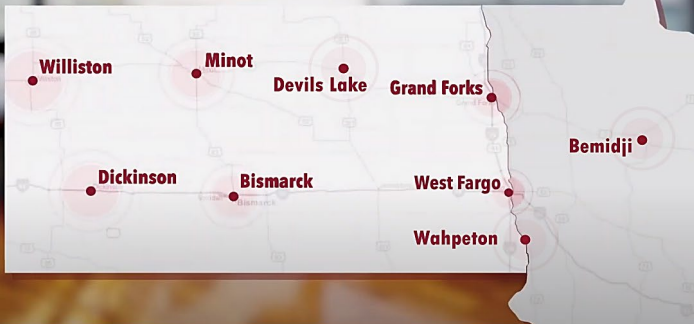 Williston
Minot
Devils Lake
Grand Forks
Bemidji
Dickinson
Bismarck
West Fargo
Wahpeton